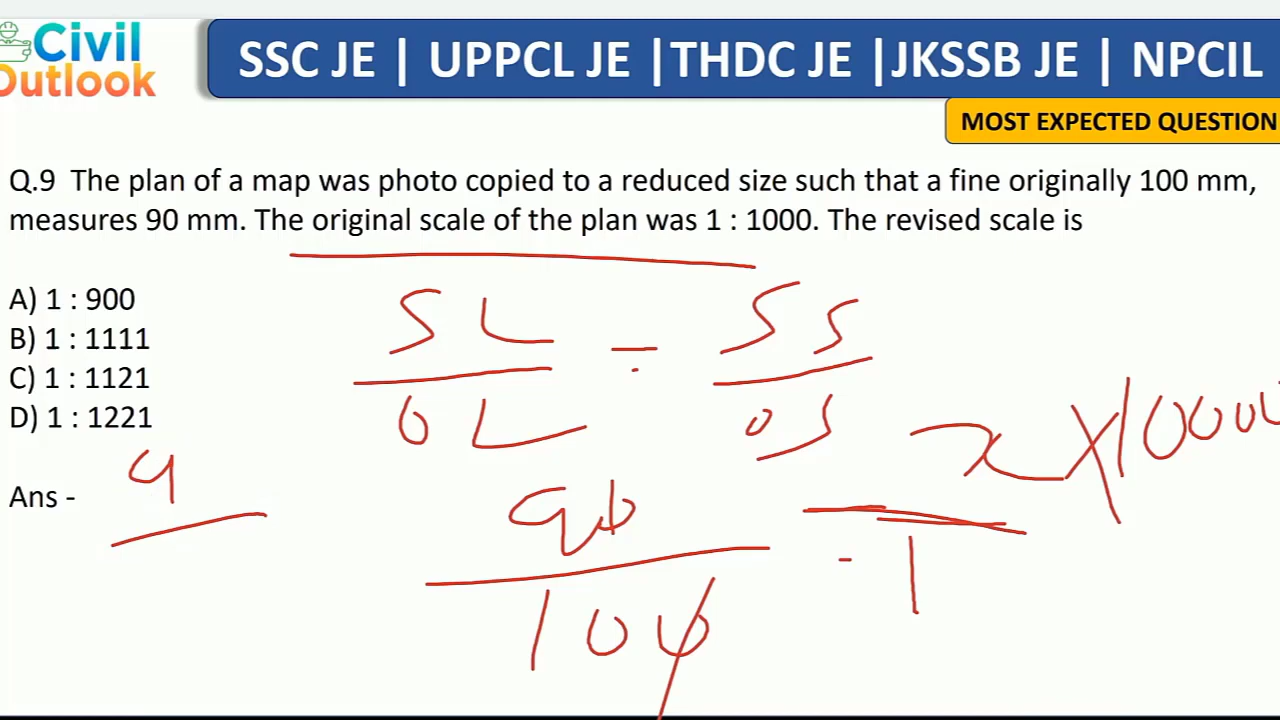 Civil
Outlook
SSC JE | UPPCL JE |THDC JE |JKSSB JE | NPCIL
MOST EXPECTED QUESTION
Q.9 The plan of a map was photo copied to a reduced size such that a fine originally 100 mm,
measures 90 mm. The original scale of the plan was 1 : 1000. The revised scale is
A) 1 : 900
B) 1 : 1111
C) 1 : 1121
D) 1 : 1221
SL = SS
OL OS
x X 1000
9
Ans -
90
100 1